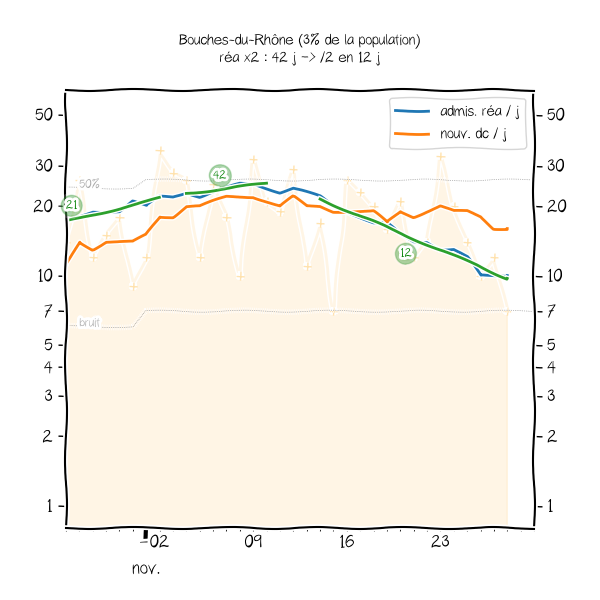 Bouches-du-Rhône (3% de la population)
réa x2 : 42 j -> /2 en 12 j
admis. réa / j
nouv. dc / j
50 50
30 30
50%
42
20 21 20
12
10 10
7 7
bruit
5 5
4 4
3 3
2 2
1 1
02 09 16 23
nov.